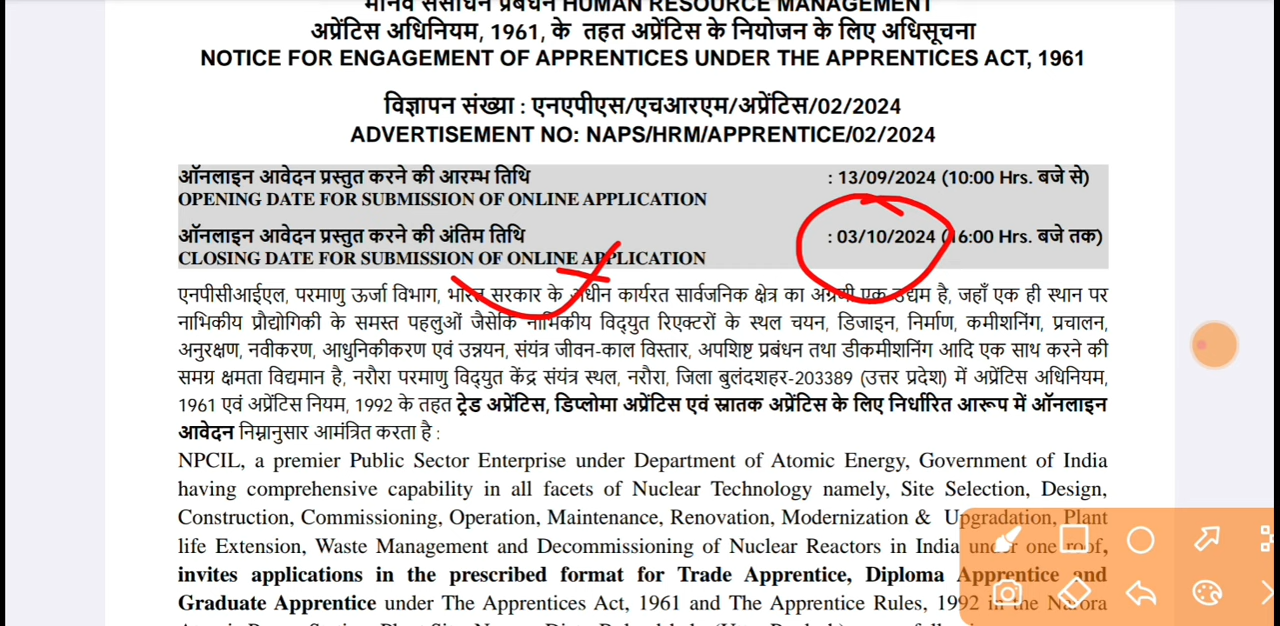 मानव संसाधन प्रबंधन HUMAN RESOURCE MANAGEMENT
अप्रेंटिस अधिनियम, 1961, के तहत अप्रेंटिस के नियोजन के लिए अधिसूचना
NOTICE FOR ENGAGEMENT OF APPRENTICES UNDER THE APPRENTICES ACT, 1961
विज्ञापन संख्या : एनएपीएस/एचआरएम/अप्रेंटिस/02/2024
ADVERTISEMENT NO: NAPS/HRM/APPRENTICE/02/2024
ऑनलाइन आवेदन प्रस्तुत करने की आरम्भ तिथि : 13/09/2024 (10:00 Hrs. बजे से)
OPENING DATE FOR SUBMISSION OF ONLINE APPLICATION
ऑनलाइन आवेदन प्रस्तुत करने की अंतिम तिथि : 03/10/2024 (16:00 Hrs. बजे तक)
CLOSING DATE FOR SUBMISSION OF ONLINE APPLICATION
एनपीसीआईएल, परमाणु ऊर्जा विभाग, भारत सरकार के अधीन कार्यरत सार्वजनिक क्षेत्र का अग्रणी एक उद्यम है, जहाँ एक ही स्थान पर
नाभिकीय प्रौद्योगिकी के समस्त पहलुओं जैसेकि नाभिकीय विद्युत रिएक्टरों के स्थल चयन, डिजाइन, निर्माण, कमीशनिंग, प्रचालन,
अनुरक्षण, नवीकरण, आधुनिकीकरण एवं उन्नयन, संयंत्र जीवन-काल विस्तार, अपशिष्ट प्रबंधन तथा डीकमीशनिंग आदि एक साथ करने की
समग्र क्षमता विद्यमान है, नरौरा परमाणु विद्युत केंद्र संयंत्र स्थल, नरौरा, जिला बुलंदशहर-203389 (उत्तर प्रदेश) में अप्रेंटिस अधिनियम,
1961 एवं अप्रेंटिस नियम, 1992 के तहत ट्रेड अप्रेंटिस, डिप्लोमा अप्रेंटिस एवं स्नातक अप्रेंटिस के लिए निर्धारित आरूप में ऑनलाइन
आवेदन निम्नानुसार आमंत्रित करता है :
NPCIL, a premier Public Sector Enterprise under Department of Atomic Energy, Government of India
having comprehensive capability in all facets of Nuclear Technology namely, Site Selection, Design,
Construction, Commissioning, Operation, Maintenance, Renovation, Modernization & Upgradation, Plant
life Extension, Waste Management and Decommissioning of Nuclear Reactors in India under one roof,
invites applications in the prescribed format for Trade Apprentice, Diploma Apprentice and
Graduate Apprentice under The Apprentices Act, 1961 and The Apprentice Rules, 1992 in the Narora